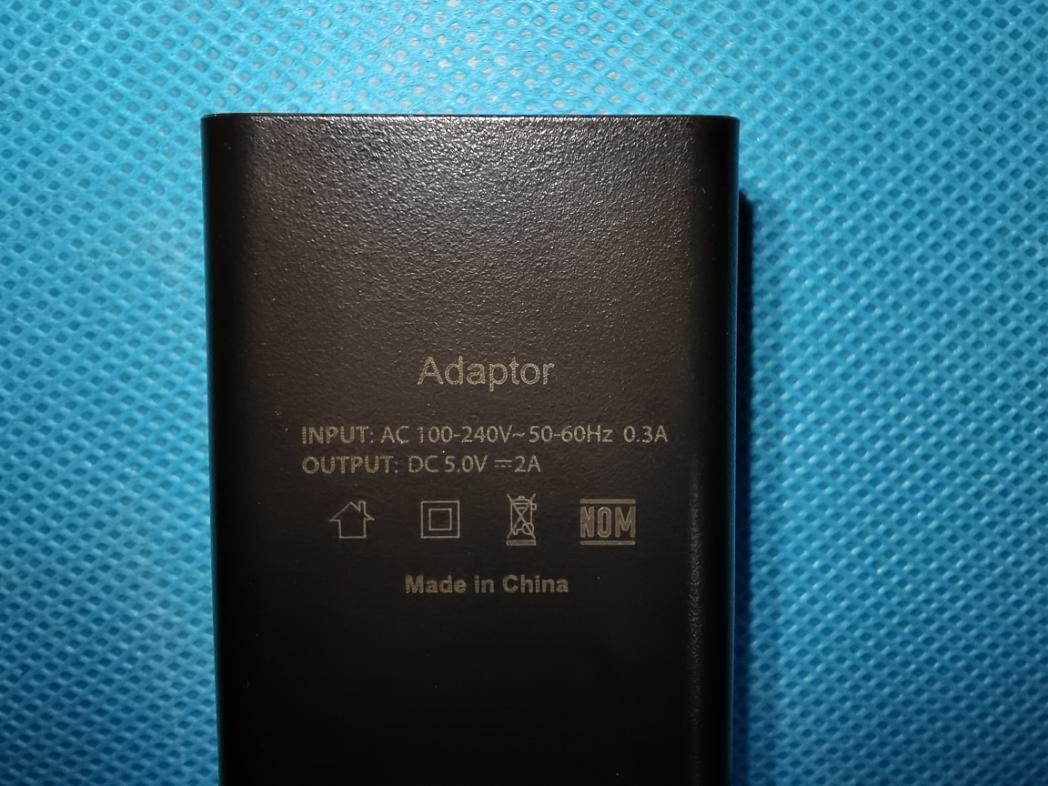 Adaptor
INPUT: AC 100-240V~50-60Hz 0.3A
OUTPUT: DC 5.0V ⎓2A
NOM
Made in China